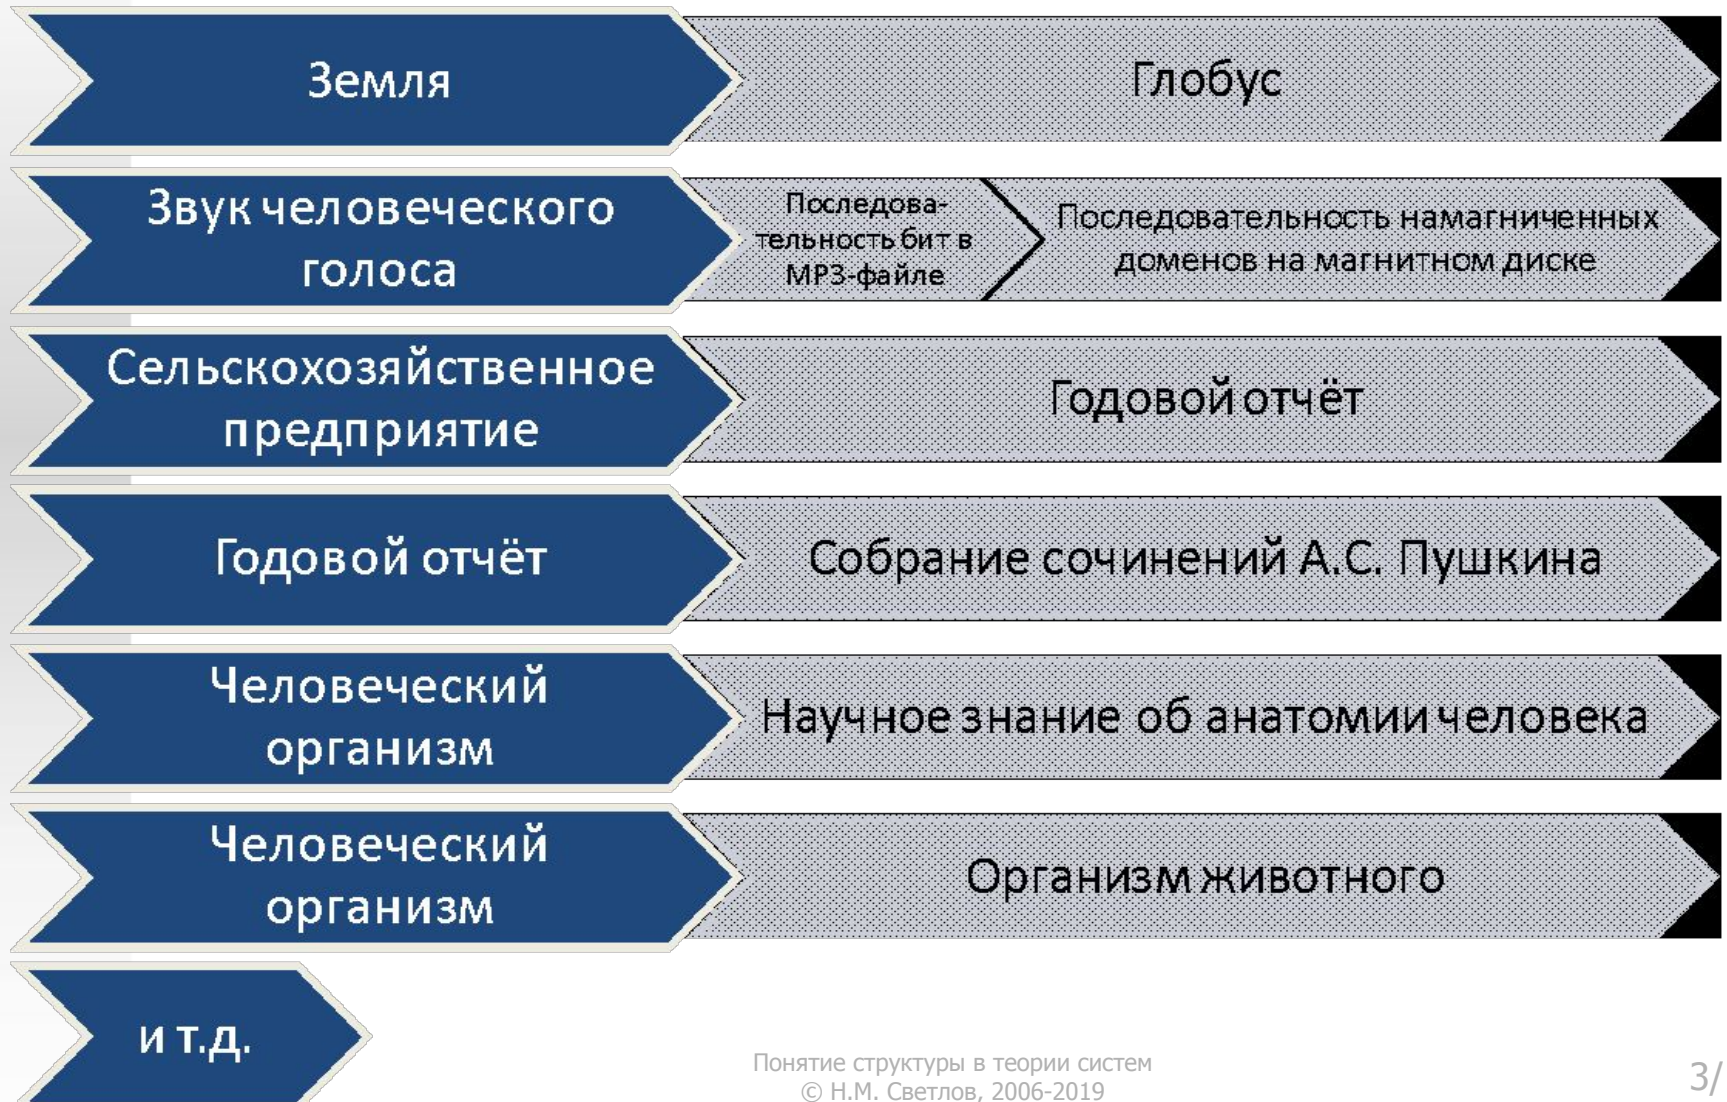 Земля
Глобус
Звук человеческого
голоса
Последова-
тельность бит в
MP3-файле
Последовательность намагниченных
доменов на магнитном диске
Сельскохозяйственное
предприятие
Годовой отчёт
Годовой отчёт
Собрание сочинений А.С. Пушкина
Человеческий
организм
Научное знание об анатомии человека
Человеческий
организм
Организм животного
и т.д.
Понятие структуры в теории систем
© Н.М. Светлов, 2006-2019
3/